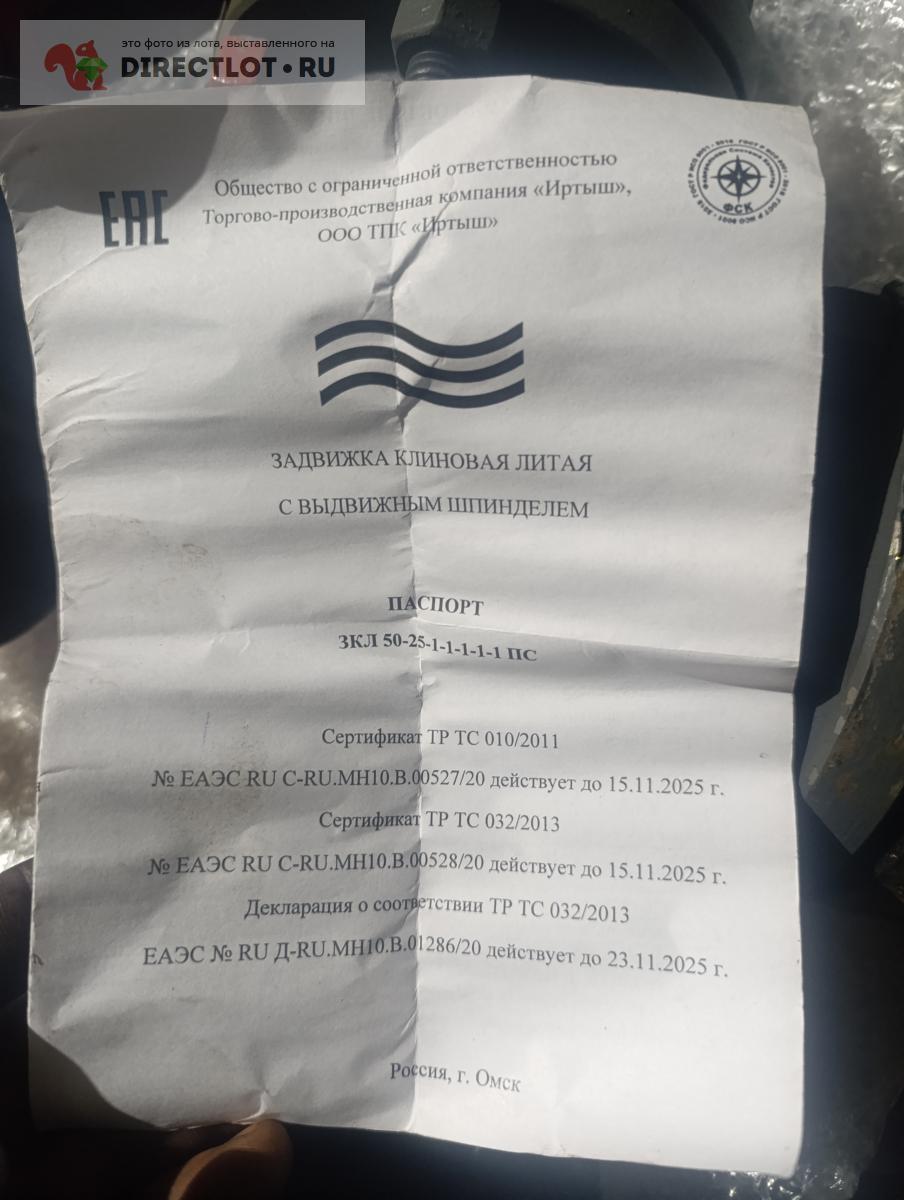 это фото из лота, выставленного на
DIRECTLOT.RU
EAC
Общество с ограниченной ответственностью
Торгово-производственная компания «Иртыш»,
ООО ТПК «Иртыш»
ФСК
ЗАДВИЖКА КЛИНОВАЯ ЛИТАЯ
С ВЫДВИЖНЫМ ШПИНДЕЛЕМ
ПАСПОРТ
ЗКЛ 50-25-1-1-1-1-1 ПС
Сертификат ТР ТС 010/2011
№ ЕАЭС RU С-RU.МН10.В.00527/20 действует до 15.11.2025 г.
Сертификат ТР ТС 032/2013
№ ЕАЭС RU С-RU.МН10.В.00528/20 действует до 15.11.2025 г.
Декларация о соответствии ТР ТС 032/2013
ЕАЭС № RU Д-RU.МН10.В.01286/20 действует до 23.11.2025 г.
Россия, г. Омск